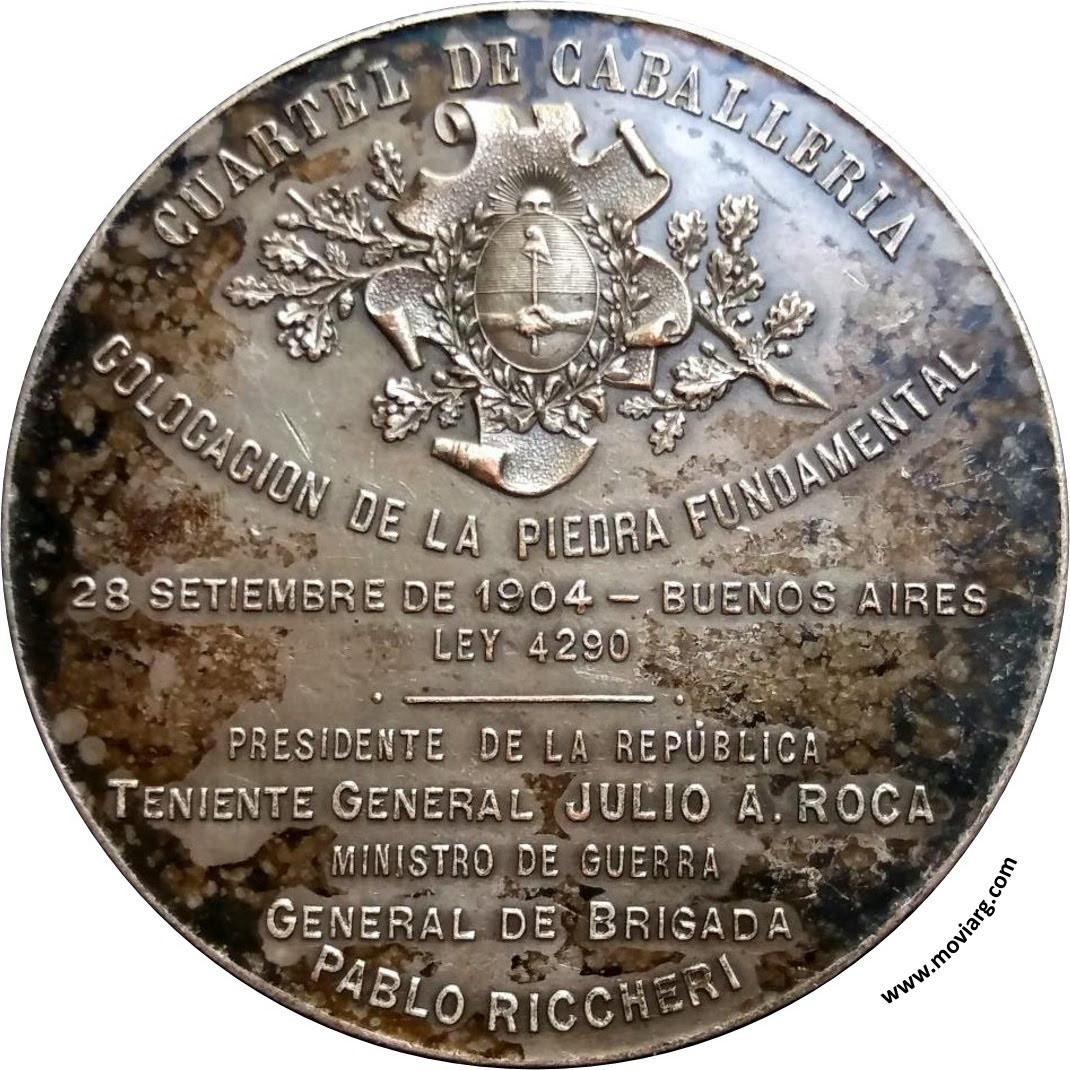 CUARTEL DE CABALLERIA
COLOCACION DE LA PIEDRA FUNDAMENTAL
28 SETIEMBRE DE 1904 – BUENOS AIRES
LEY 4290
PRESIDENTE DE LA REPÚBLICA
TENIENTE GENERAL JULIO A. ROCA
MINISTRO DE GUERRA
GENERAL DE BRIGADA
PABLO RICCHERI
www.moviarg.com